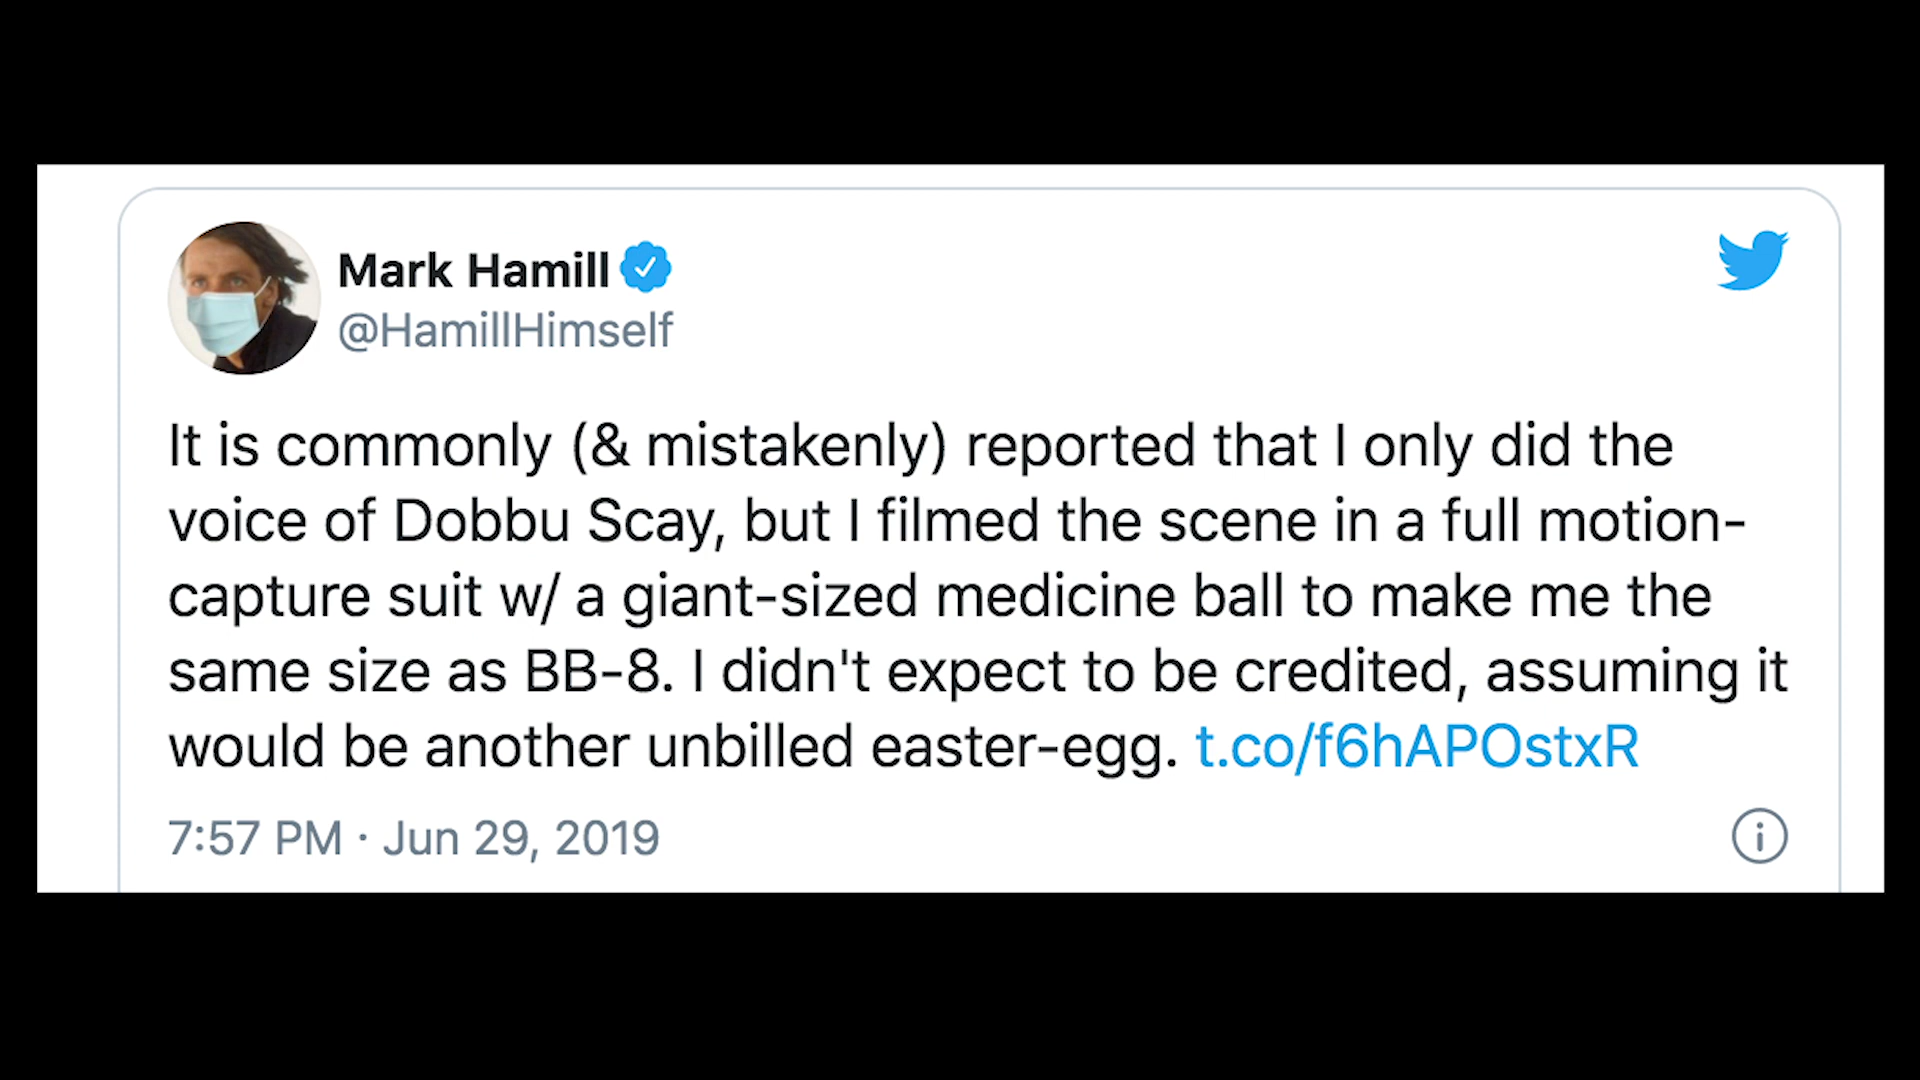 Mark Hamill
@HamillHimself
It is commonly (& mistakenly) reported that I only did the
voice of Dobbu Scay, but I filmed the scene in a full motion-
capture suit w/ a giant-sized medicine ball to make me the
same size as BB-8. I didn't expect to be credited, assuming it
would be another unbilled easter-egg. t.co/f6hAPOstxR
7:57 PM · Jun 29, 2019